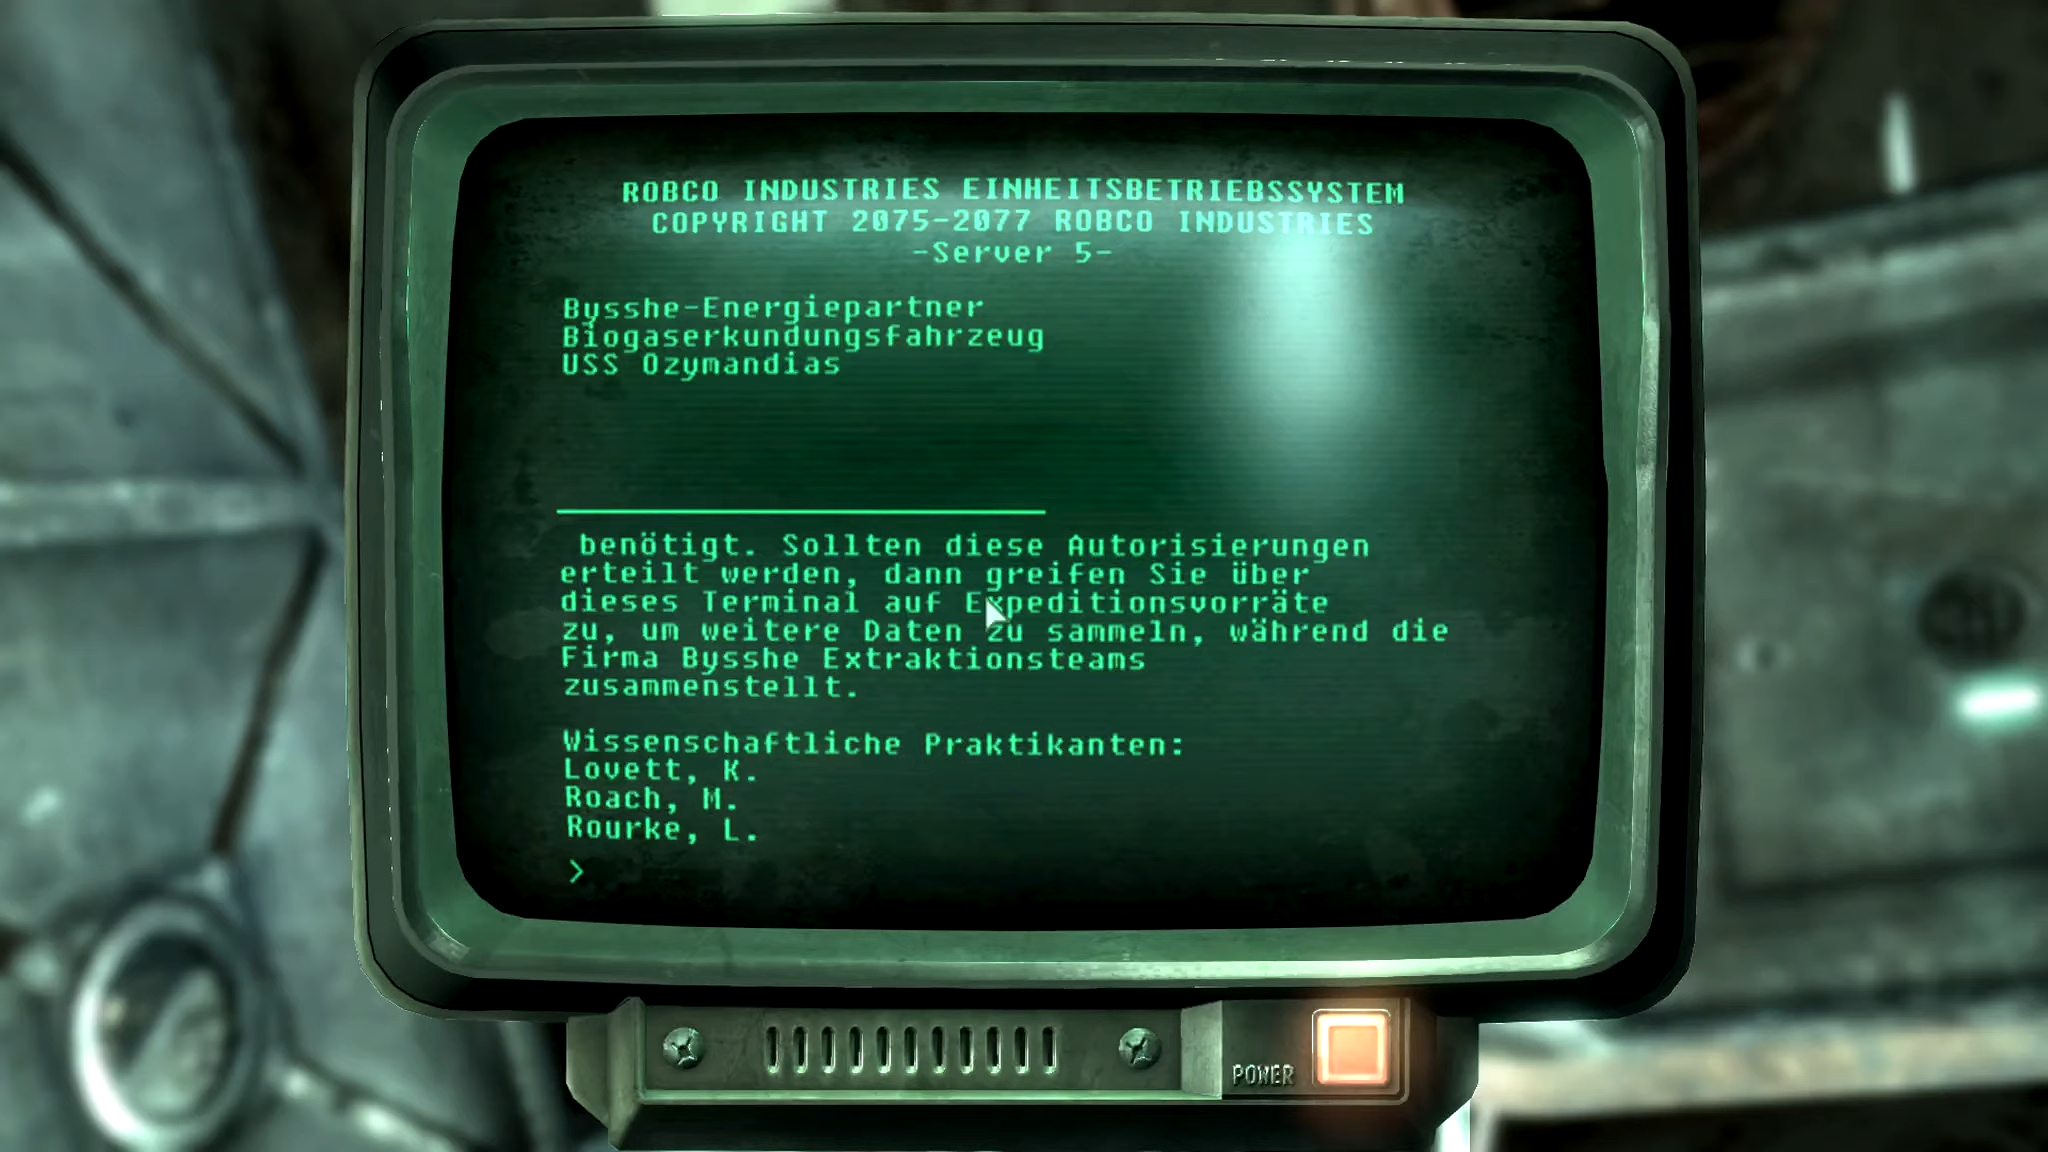 ROBCO INDUSTRIES EINHEITSBETRIEBSSYSTEM
COPYRIGHT 2075-2077 ROBCO INDUSTRIES
-Server 5-
Bysshe-Energiepartner
Biogaserkundungsfahrzeug
USS Ozymandias
benötigt. Sollten diese Autorisierungen
erteilt werden, dann greifen Sie über
dieses Terminal auf Expeditionsvorräte
zu, um weitere Daten zu sammeln, während die
Firma Bysshe Extraktionsteams
zusammenstellt.
Wissenschaftliche Praktikanten:
Lovett, K.
Roach, M.
Rourke, L.
>
POWER